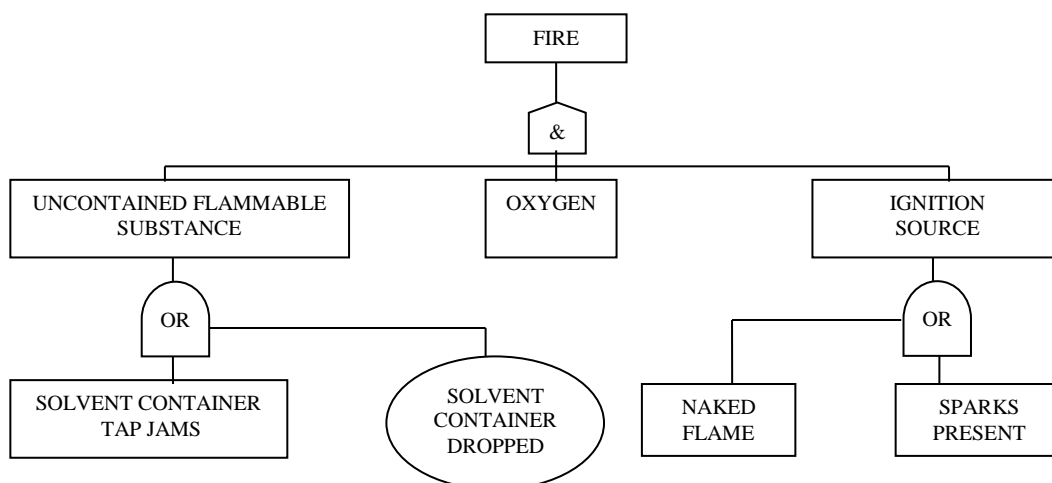 FIRE
&
UNCONTAINED FLAMMABLE
SUBSTANCE
OXYGEN
IGNITION
SOURCE
OR
OR
SOLVENT CONTAINER
TAP JAMS
SOLVENT
CONTAINER
DROPPED
NAKED
FLAME
SPARKS
PRESENT